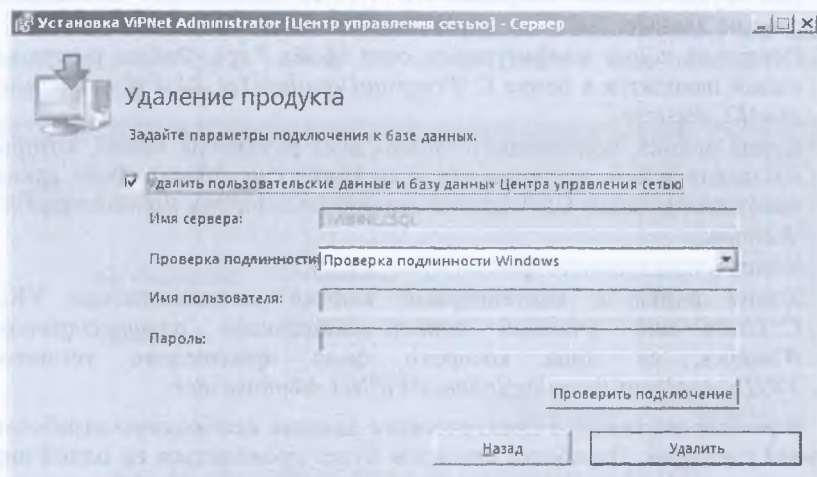 Установка ViPNet Administrator [Центр управления сетью] - Сервер
Удаление продукта
Задайте параметры подключения к базе данных.
Удалить пользовательские данные и базу данных Центра управления сетью
Имя сервера:
Проверка подлинности
Проверка подлинности Windows
Имя пользователя:
Пароль:
Проверить подключение
Назад
Удалить